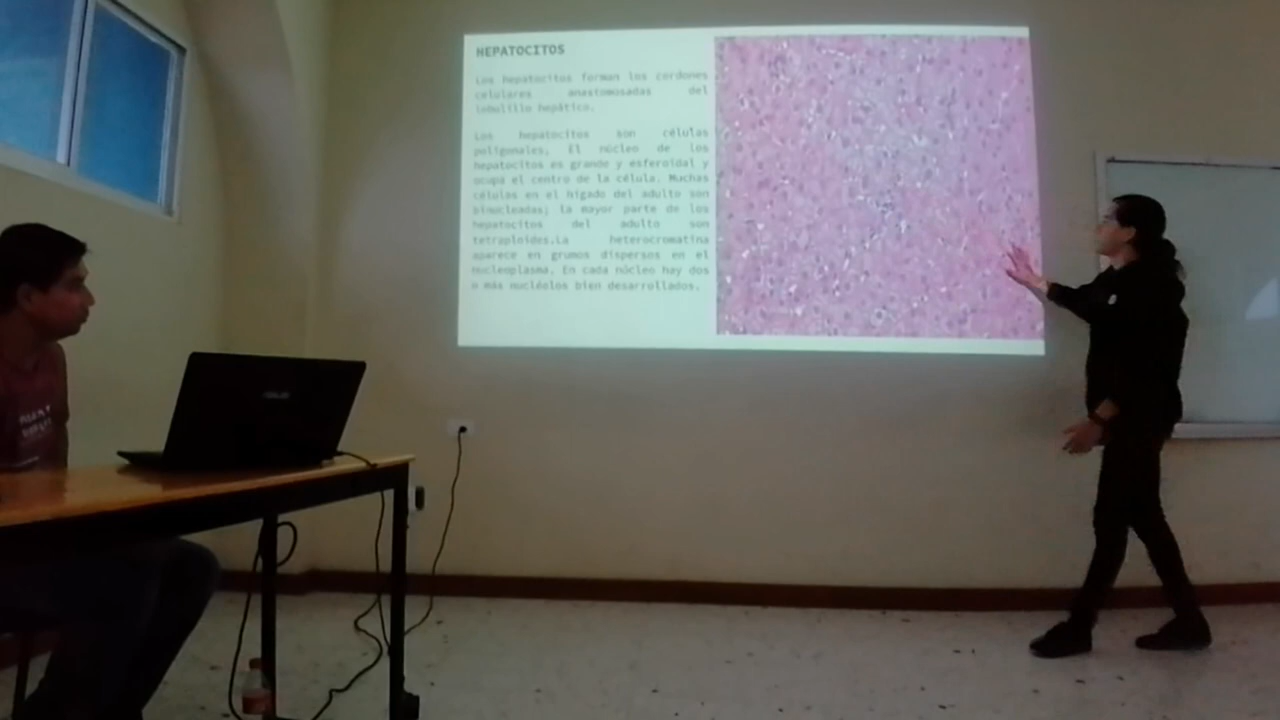 HEPATOCITOS
Los hepatocitos forman los cordones
celulares anastomosadas del
lobulillo hepático.
Los hepatocitos son células
poligonales. El núcleo de los
hepatocitos es grande y esferoidal y
ocupa el centro de la célula. Muchas
células en el hígado del adulto son
binucleadas; la mayor parte de los
hepatocitos del adulto son
tetraploides.La heterocromatina
aparece en grumos dispersos en el
nucleoplasma. En cada núcleo hay dos
o más nucléolos bien desarrollados.
ASUS